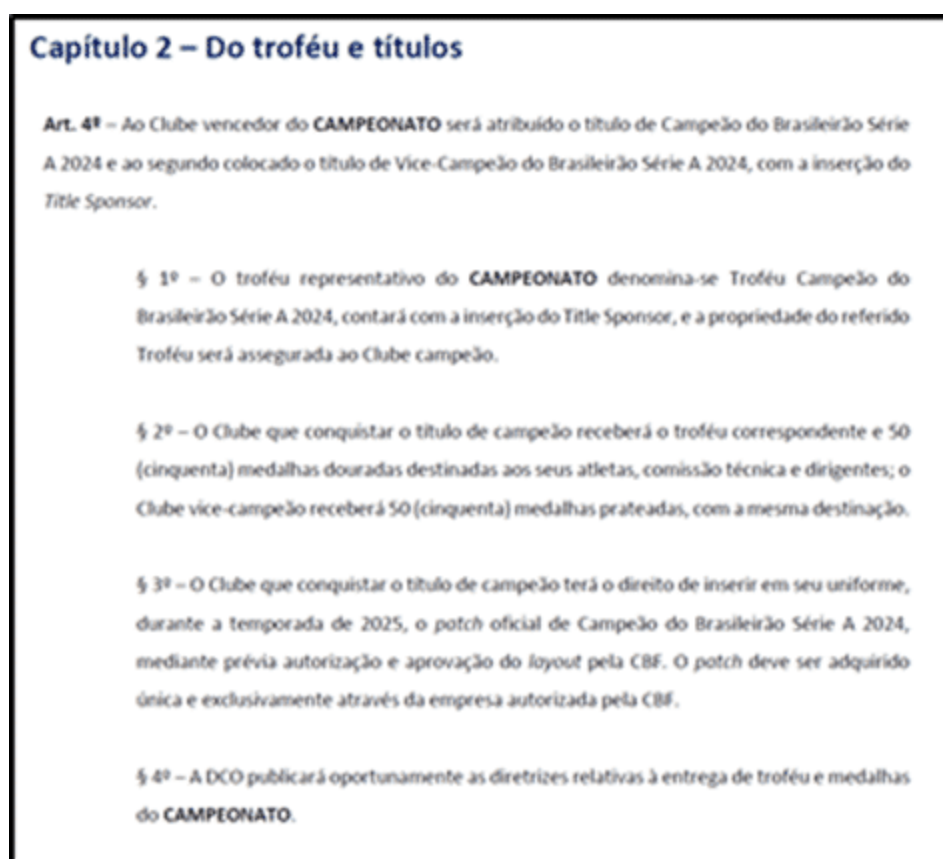 Capítulo 2 – Do troféu e títulos
Art. 4º – Ao Clube vencedor do CAMPEONATO será atribuído o título de Campeão do Brasileirão Série
A 2024 e ao segundo colocado o título de Vice-Campeão do Brasileirão Série A 2024, com a inserção do
Title Sponsor.
§ 1º – O troféu representativo do CAMPEONATO denomina-se Troféu Campeão do
Brasileirão Série A 2024, contará com a inserção do Title Sponsor, e a propriedade do referido
Troféu será assegurada ao Clube campeão.
§ 2º – O Clube que conquistar o título de campeão receberá o troféu correspondente e 50
(cinquenta) medalhas douradas destinadas aos seus atletas, comissão técnica e dirigentes; o
Clube vice-campeão receberá 50 (cinquenta) medalhas prateadas, com a mesma destinação.
§ 3º – O Clube que conquistar o título de campeão terá o direito de inserir em seu uniforme,
durante a temporada de 2025, o patch oficial de Campeão do Brasileirão Série A 2024,
mediante prévia autorização e aprovação do layout pela CBF. O patch deve ser adquirido
única e exclusivamente através da empresa autorizada pela CBF.
§ 4º – A DCO publicará oportunamente as diretrizes relativas à entrega de troféu e medalhas
do CAMPEONATO.